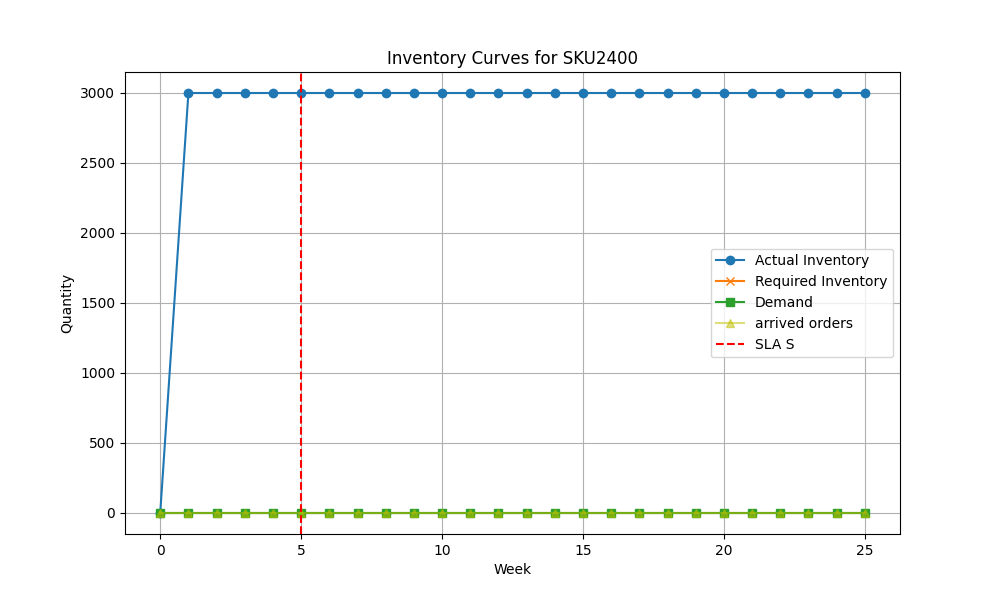 Inventory Curves for SKU2400
Quantity
3000
2500
2000
1500
1000
500
0
Actual Inventory
Required Inventory
Demand
arrived orders
SLA S
0 5 10 15 20 25
Week